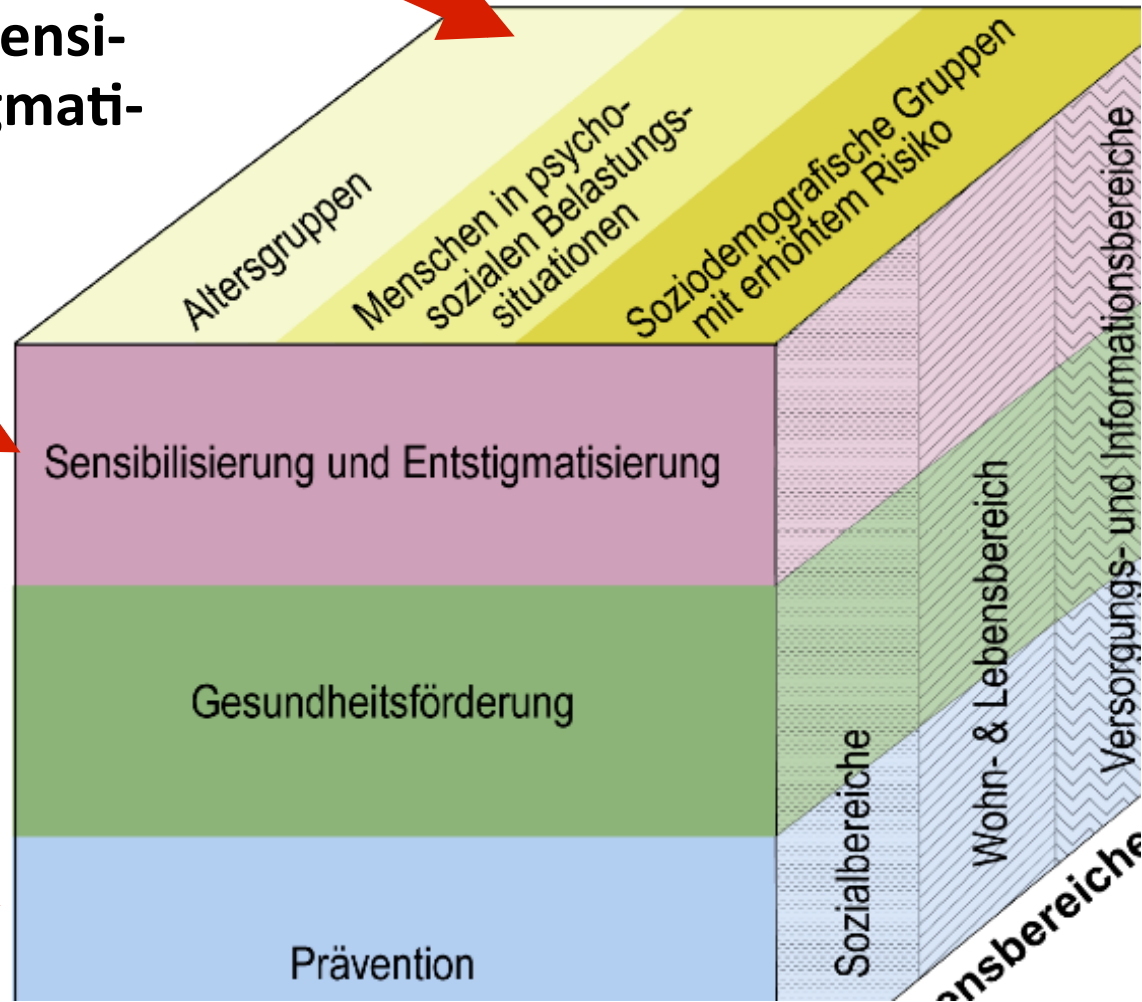 ensi-
gmati-
Altersgruppen
Menschen in psycho-
sozialen Belastungs-
situationen
Soziodemografische Gruppen
mit erhöhtem Risiko
Sensibilisierung und Entstigmatisierung
Gesundheitsförderung
Prävention
Sozialbereiche
Wohn- & Lebensbereich
Versorgungs- und Informationsbereiche
ensbereiche